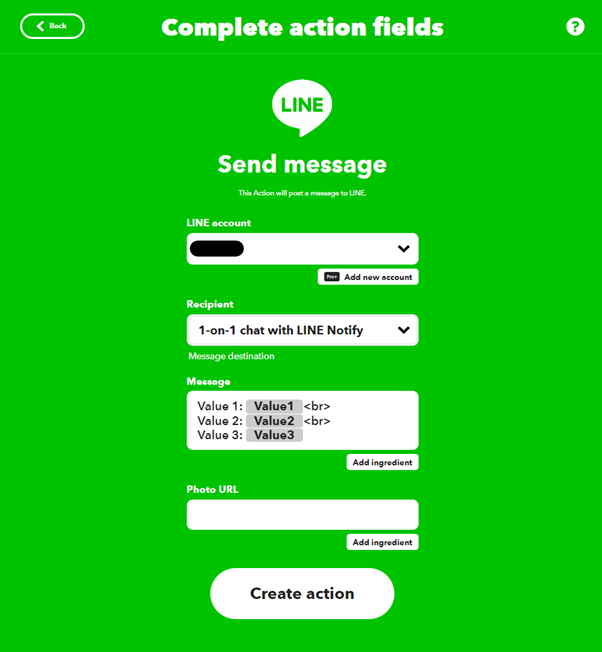 Back
Complete action fields
?
LINE
Send message
This Action will post a message to LINE.
LINE account
Pro+ Add new account
Recipient
1-on-1 chat with LINE Notify
Message destination
Message
Value 1: Value1 <br>
Value 2: Value2 <br>
Value 3: Value3
Add ingredient
Photo URL
Add ingredient
Create action